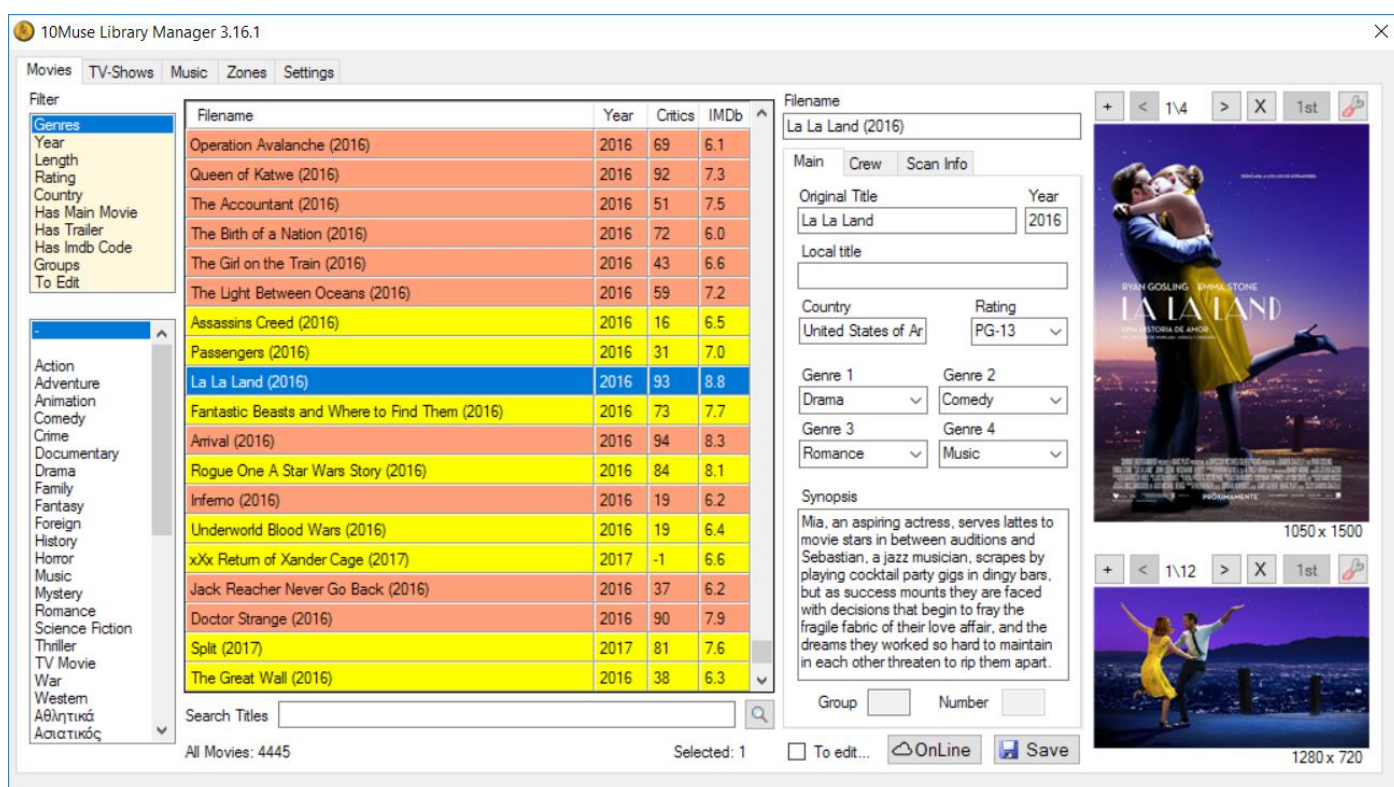 10Muse Library Manager 3.16.1
Movies TV-Shows Music Zones Settings
Filter
Genres
Year
Length
Rating
Country
Has Main Movie
Has Trailer
Has Imdb Code
Groups
To Edit
-
Action
Adventure
Animation
Comedy
Crime
Documentary
Drama
Family
Fantasy
Foreign
History
Horror
Music
Mystery
Romance
Science Fiction
Thriller
TV Movie
War
Western
Αθλητικά
Ασιατικός
Filename Year Critics IMDb
Operation Avalanche (2016) 2016 69 6.1
Queen of Katwe (2016) 2016 92 7.3
The Accountant (2016) 2016 51 7.5
The Birth of a Nation (2016) 2016 72 6.0
The Girl on the Train (2016) 2016 43 6.6
The Light Between Oceans (2016) 2016 59 7.2
Assassins Creed (2016) 2016 16 6.5
Passengers (2016) 2016 31 7.0
La La Land (2016) 2016 93 8.8
Fantastic Beasts and Where to Find Them (2016) 2016 73 7.7
Arrival (2016) 2016 94 8.3
Rogue One A Star Wars Story (2016) 2016 84 8.1
Inferno (2016) 2016 19 6.2
Underworld Blood Wars (2016) 2016 19 6.4
xXx Return of Xander Cage (2017) 2017 -1 6.6
Jack Reacher Never Go Back (2016) 2016 37 6.2
Doctor Strange (2016) 2016 90 7.9
Split (2017) 2017 81 7.6
The Great Wall (2016) 2016 38 6.3
Search Titles
All Movies: 4445 Selected: 1
Filename
La La Land (2016)
Main Crew Scan Info
Original Title Year
La La Land 2016
Local title
Country Rating
United States of Ar PG-13
Genre 1 Genre 2
Drama Comedy
Genre 3 Genre 4
Romance Music
Synopsis
Mia, an aspiring actress, serves lattes to
movie stars in between auditions and
Sebastian, a jazz musician, scrapes by
playing cocktail party gigs in dingy bars,
but as success mounts they are faced
with decisions that begin to fray the
fragile fabric of their love affair, and the
dreams they worked so hard to maintain
in each other threaten to rip them apart.
Group Number
To edit... OnLine Save
+ < 1\4 > X 1st
RYAN GOSLING EMMA STONE
LA LA LAND
UNA HISTORIA DE AMOR
PRÓXIMAMENTE
1050 x 1500
+ < 1\12 > X 1st
1280 x 720